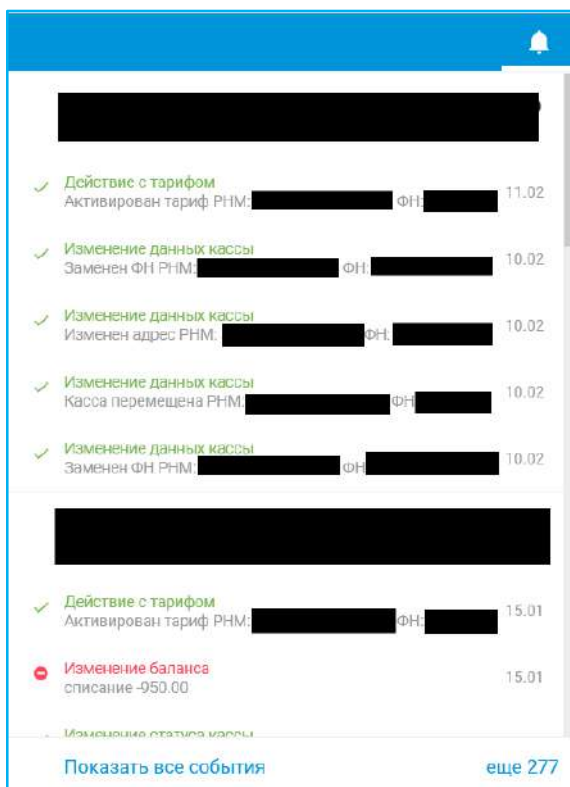 Действие с тарифом
Активирован тариф РНМ: ФН: 11.02
Изменение данных кассы
Заменен ФН РНМ: ФН: 10.02
Изменение данных кассы
Изменен адрес РНМ: ФН: 10.02
Изменение данных кассы
Касса перемещена РНМ: ФН 10.02
Изменение данных кассы
Заменен ФН РНМ: ФН 10.02
Действие с тарифом
Активирован тариф РНМ: ФН: 15.01
Изменение баланса
списание -950.00 15.01
Изменение статуса кассы
Показать все события еще 277